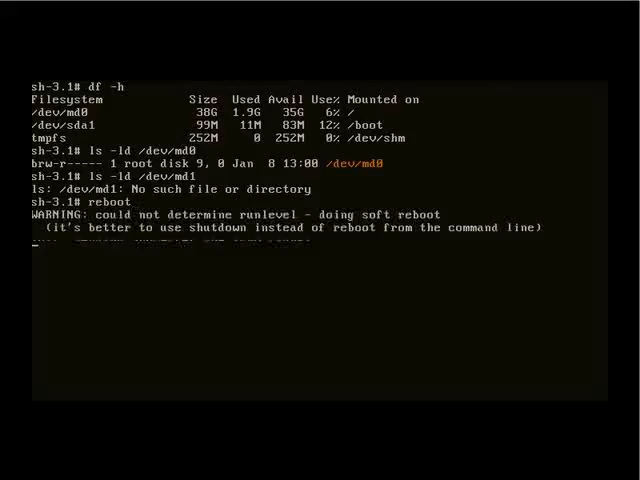 sh-3.1# df -h
Filesystem Size Used Avail Use% Mounted on
/dev/md0 38G 1.9G 35G 6% /
/dev/sda1 99M 11M 83M 12% /boot
tmpfs 252M 0 252M 0% /dev/shm
sh-3.1# ls -ld /dev/md0
brw-r----- 1 root disk 9, 0 Jan 8 13:00 /dev/md0
sh-3.1# ls -ld /dev/md1
ls: /dev/md1: No such file or directory
sh-3.1# reboot
WARNING: could not determine runlevel - doing soft reboot
(it's better to use shutdown instead of reboot from the command line)